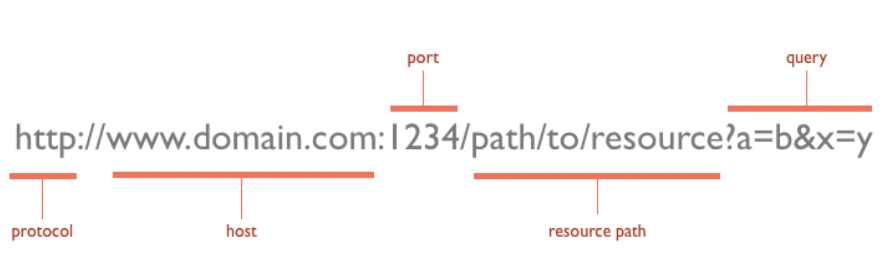 port query
http://www.domain.com:1234/path/to/resource?a=b&x=y
protocol host resource path